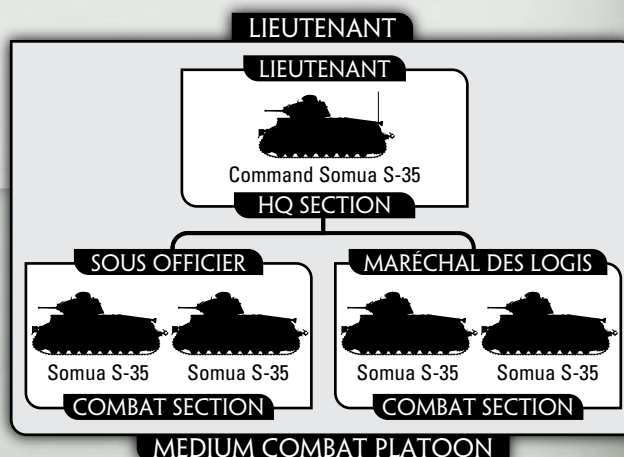 LIEUTENANT
LIEUTENANT
Command Somua S-35
HQ SECTION
SOUS OFFICIER
MARÉCHAL DES LOGIS
Somua S-35 Somua S-35
Somua S-35 Somua S-35
COMBAT SECTION
COMBAT SECTION
MEDIUM COMBAT PLATOON